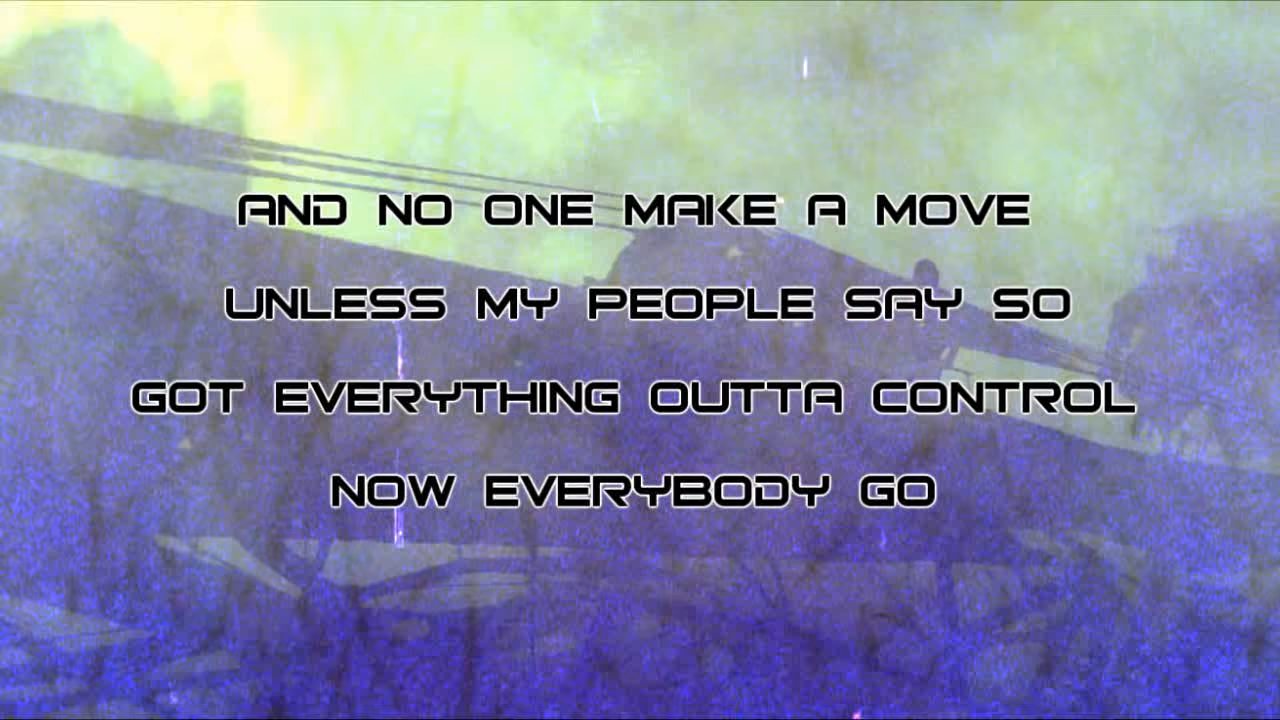 AND NO ONE MAKE A MOVE
UNLESS MY PEOPLE SAY SO
GOT EVERYTHING OUTTA CONTROL
NOW EVERYBODY GO